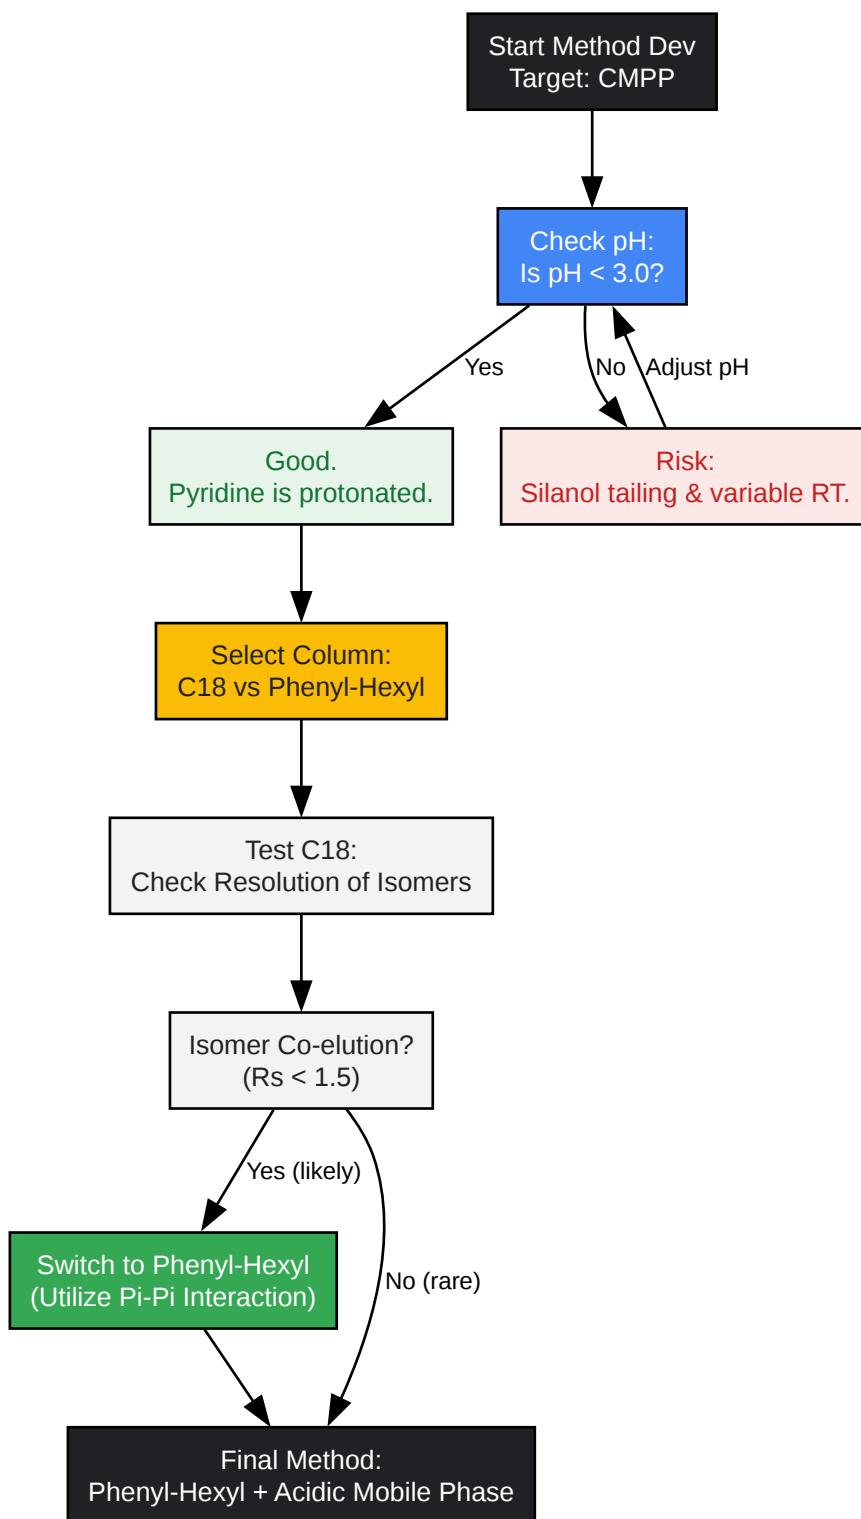 Start Method Dev
Target: CMPP
Check pH:
Is pH < 3.0?
Yes
No
Adjust pH
Good.
Pyridine is protonated.
Risk:
Silanol tailing & variable RT.
Select Column:
C18 vs Phenyl-Hexyl
Test C18:
Check Resolution of Isomers
Isomer Co-elution?
(Rs < 1.5)
Yes (likely)
No (rare)
Switch to Phenyl-Hexyl
(Utilize Pi-Pi Interaction)
Final Method:
Phenyl-Hexyl + Acidic Mobile Phase